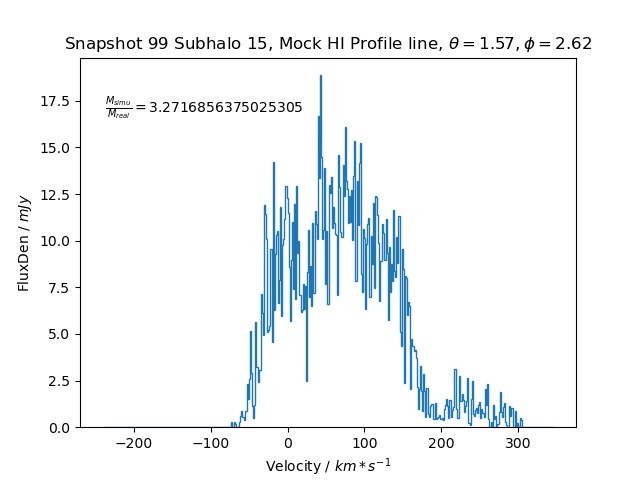 Snapshot 99 Subhalo 15, Mock HI Profile line, θ = 1.57, ϕ = 2.62
M_simu/M_real = 3.2716856375025305
FluxDen / mJy
17.5
15.0
12.5
10.0
7.5
5.0
2.5
0.0
−200 −100 0 100 200 300
Velocity / km * s⁻¹